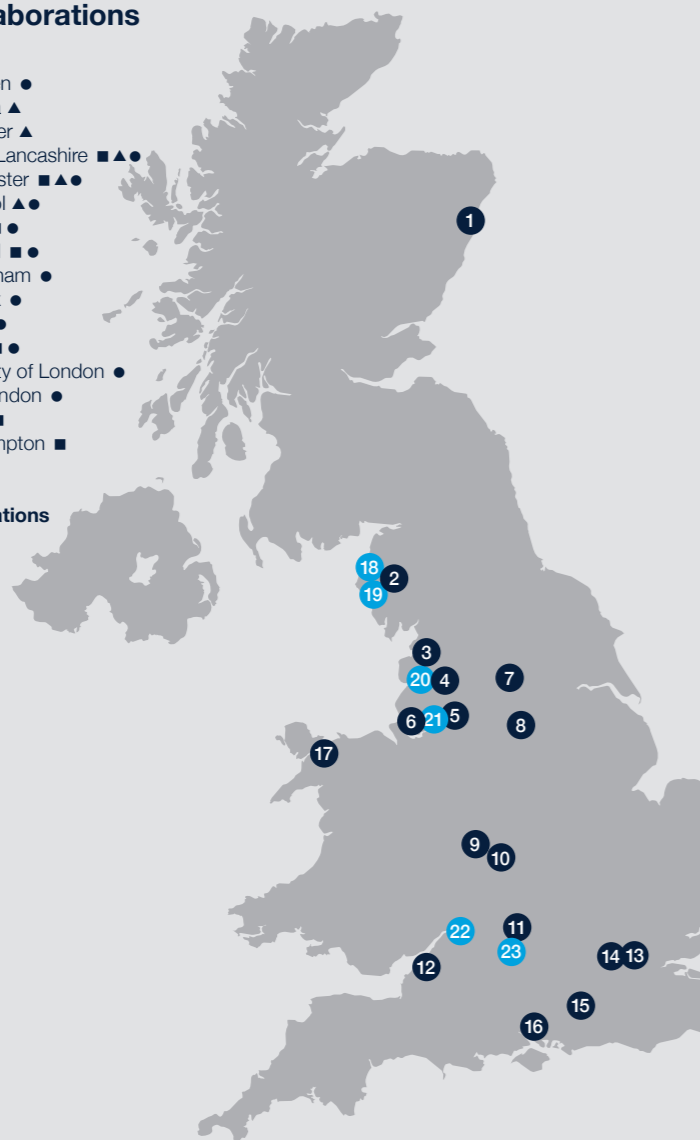 aborations
n ●
▲
er ▲
Lancashire ■ ▲ ●
ster ■ ▲ ●
l ▲ ●
●
■ ●
ham ●
●
●
●
y of London ●
ndon ●
■
mpton ■
ations
1
18
2
19
3
20
4
7
6
21
5
8
17
9
10
11
22
23
12
14
13
15
16